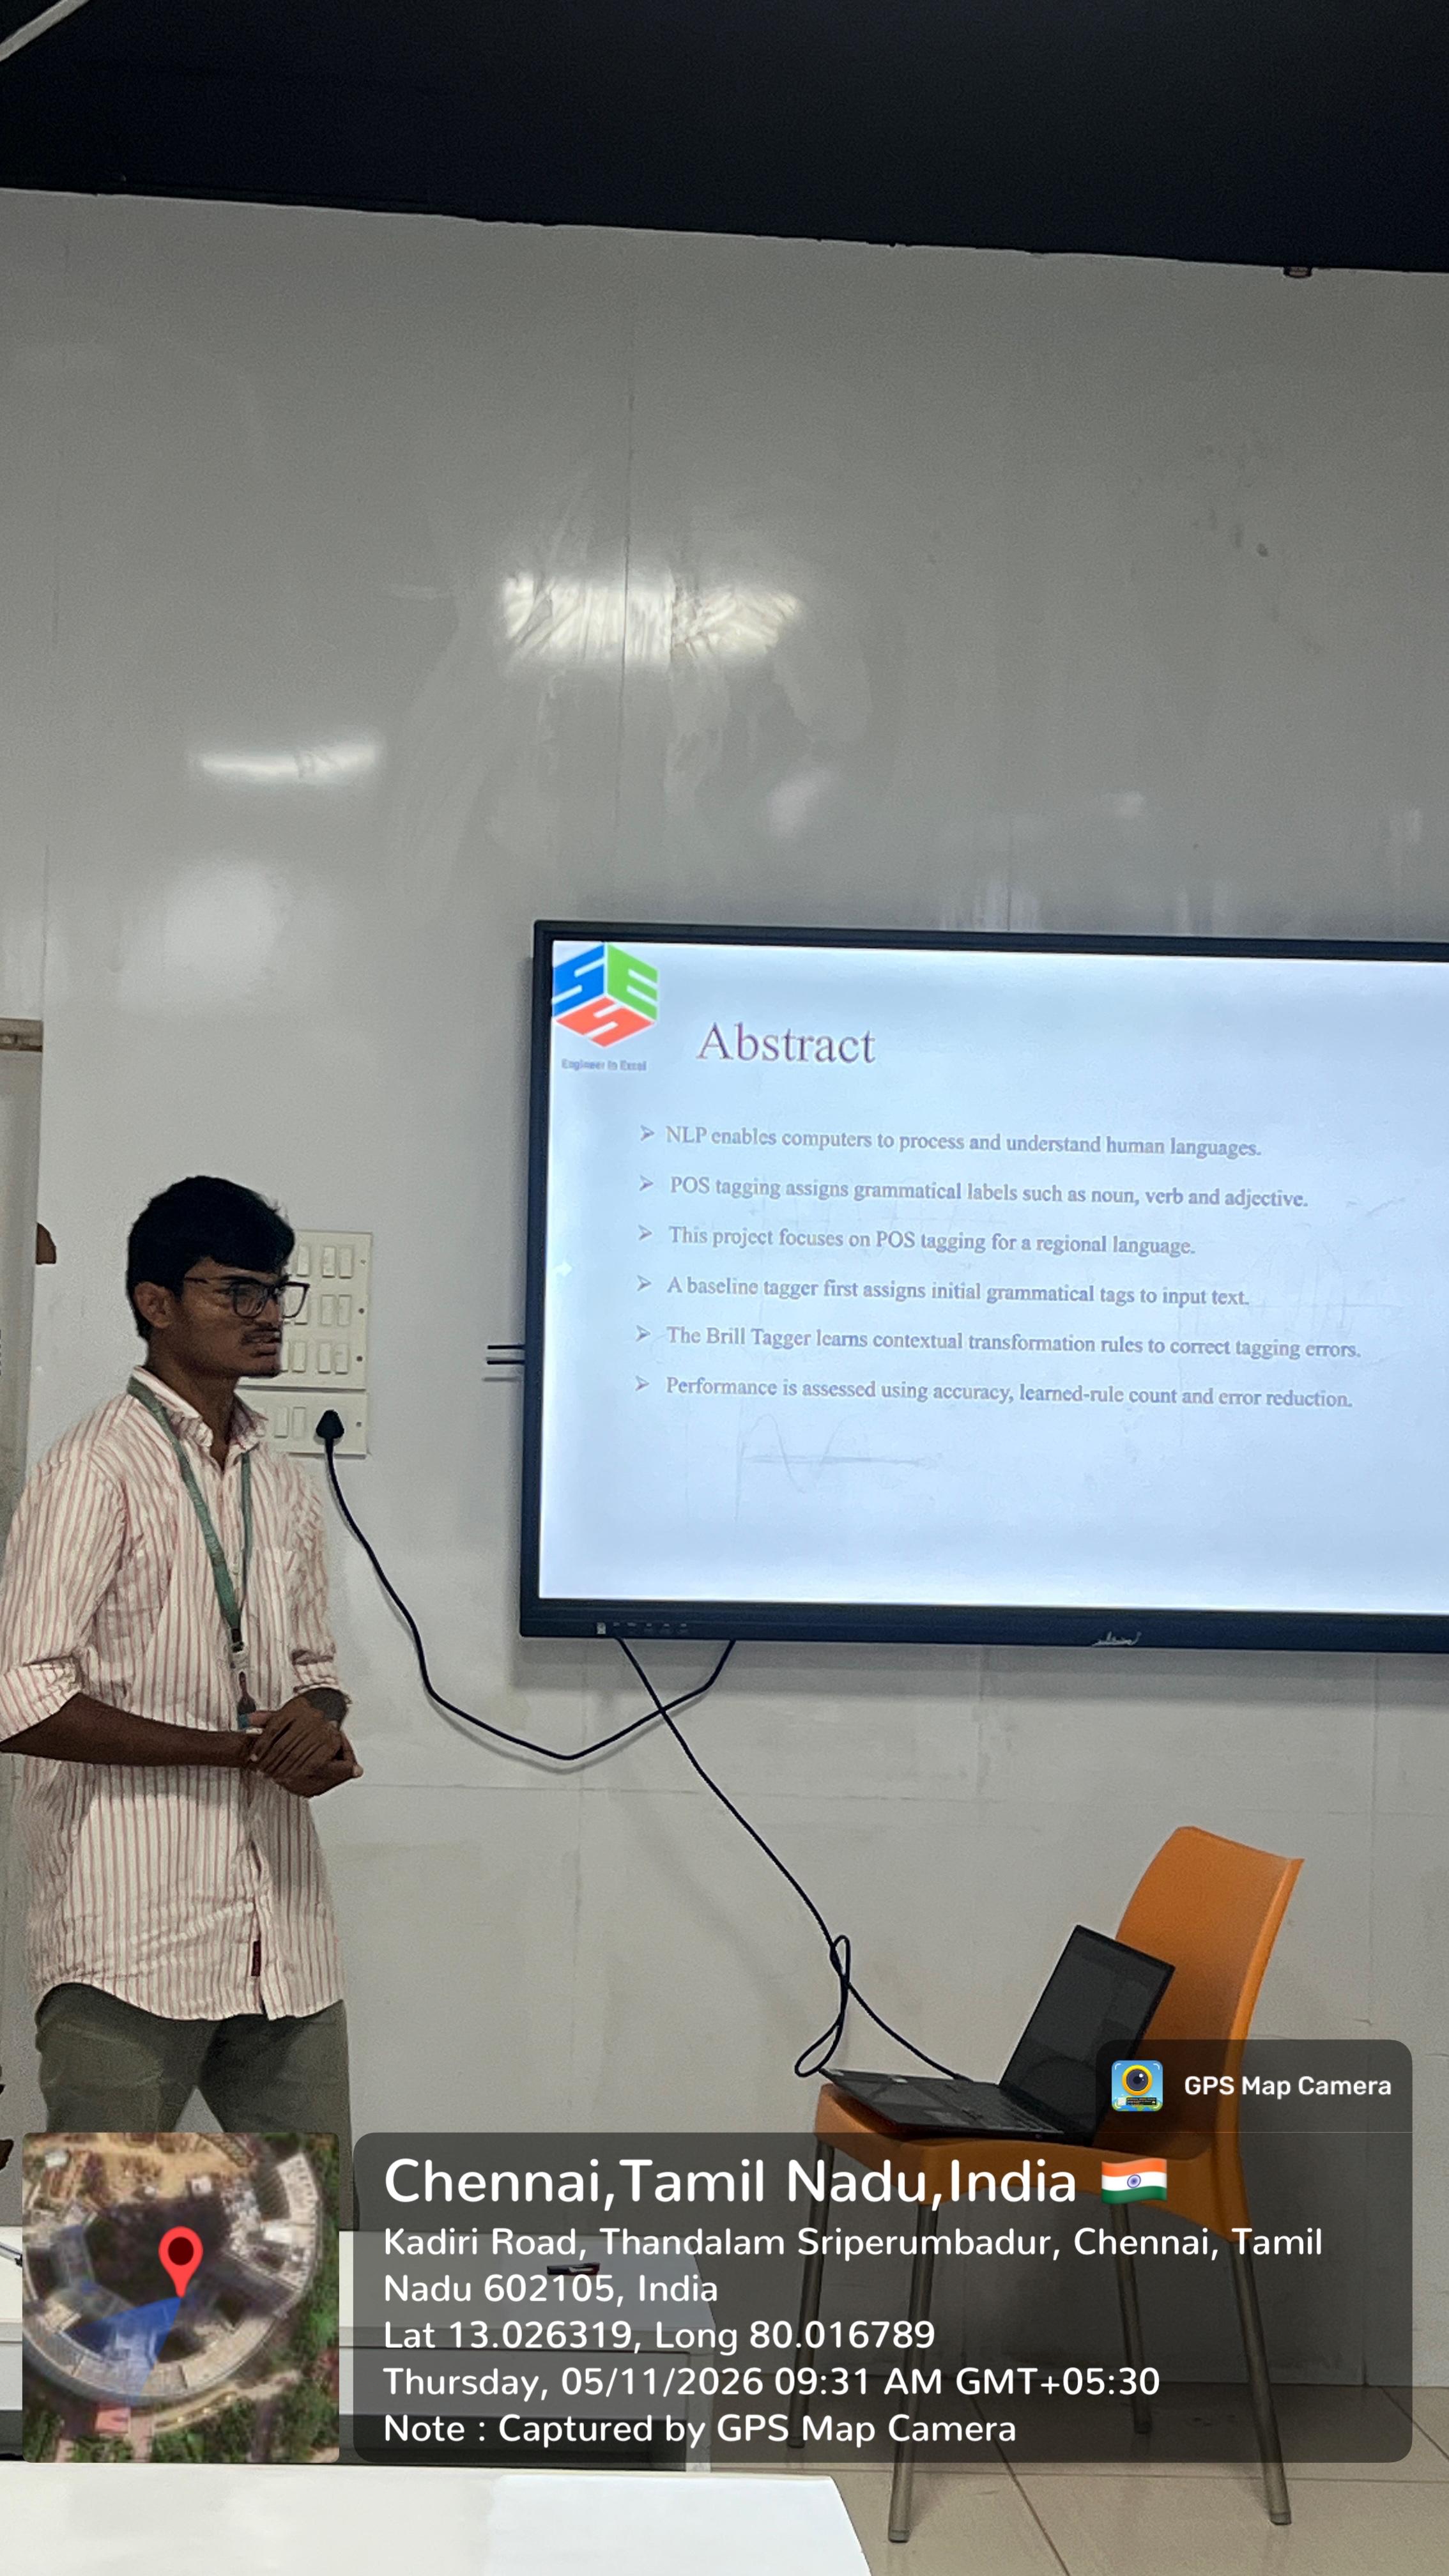 SES
Engineer to Excel
Abstract
➤ NLP enables computers to process and understand human languages.
➤ POS tagging assigns grammatical labels such as noun, verb and adjective.
➤ This project focuses on POS tagging for a regional language.
➤ A baseline tagger first assigns initial grammatical tags to input text.
➤ The Brill Tagger learns contextual transformation rules to correct tagging errors.
➤ Performance is assessed using accuracy, learned-rule count and error reduction.
GPS Map Camera
Chennai,Tamil Nadu,India
Kadiri Road, Thandalam Sriperumbadur, Chennai, Tamil
Nadu 602105, India
Lat 13.026319, Long 80.016789
Thursday, 05/11/2026 09:31 AM GMT+05:30
Note : Captured by GPS Map Camera